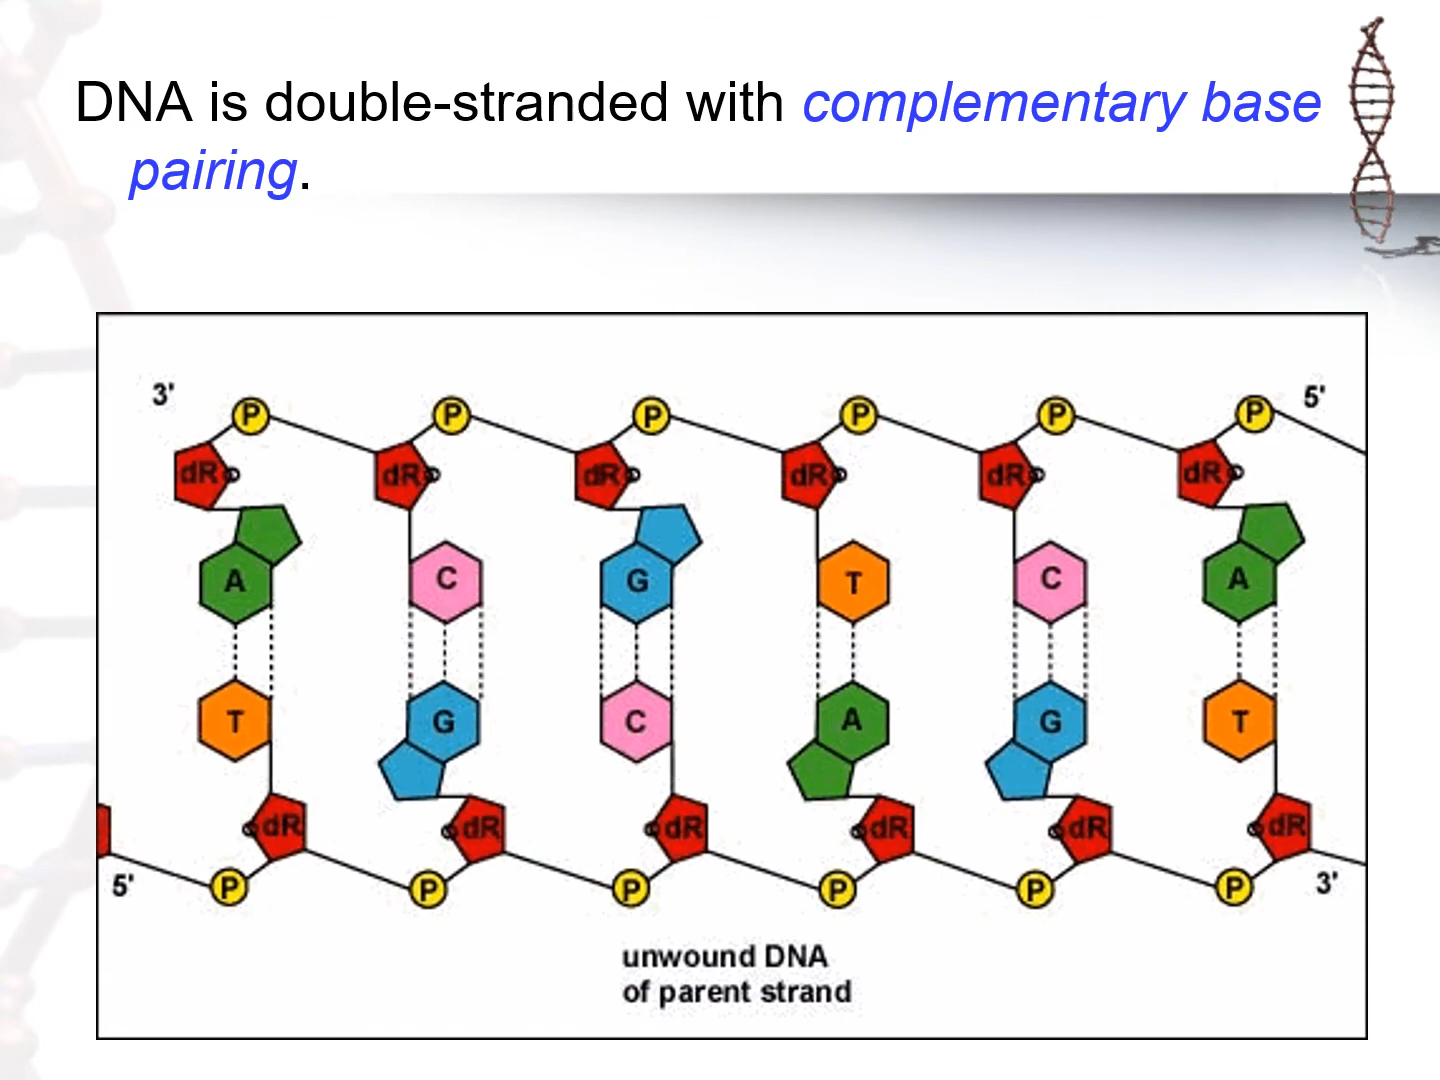 DNA is double-stranded with complementary base
pairing.
3' P P P P P P 5'
dR dR dR dR dR dR
A C G T C A
T G C A G T
dR dR dR dR dR dR
5' P P P P P P 3'
unwound DNA
of parent strand